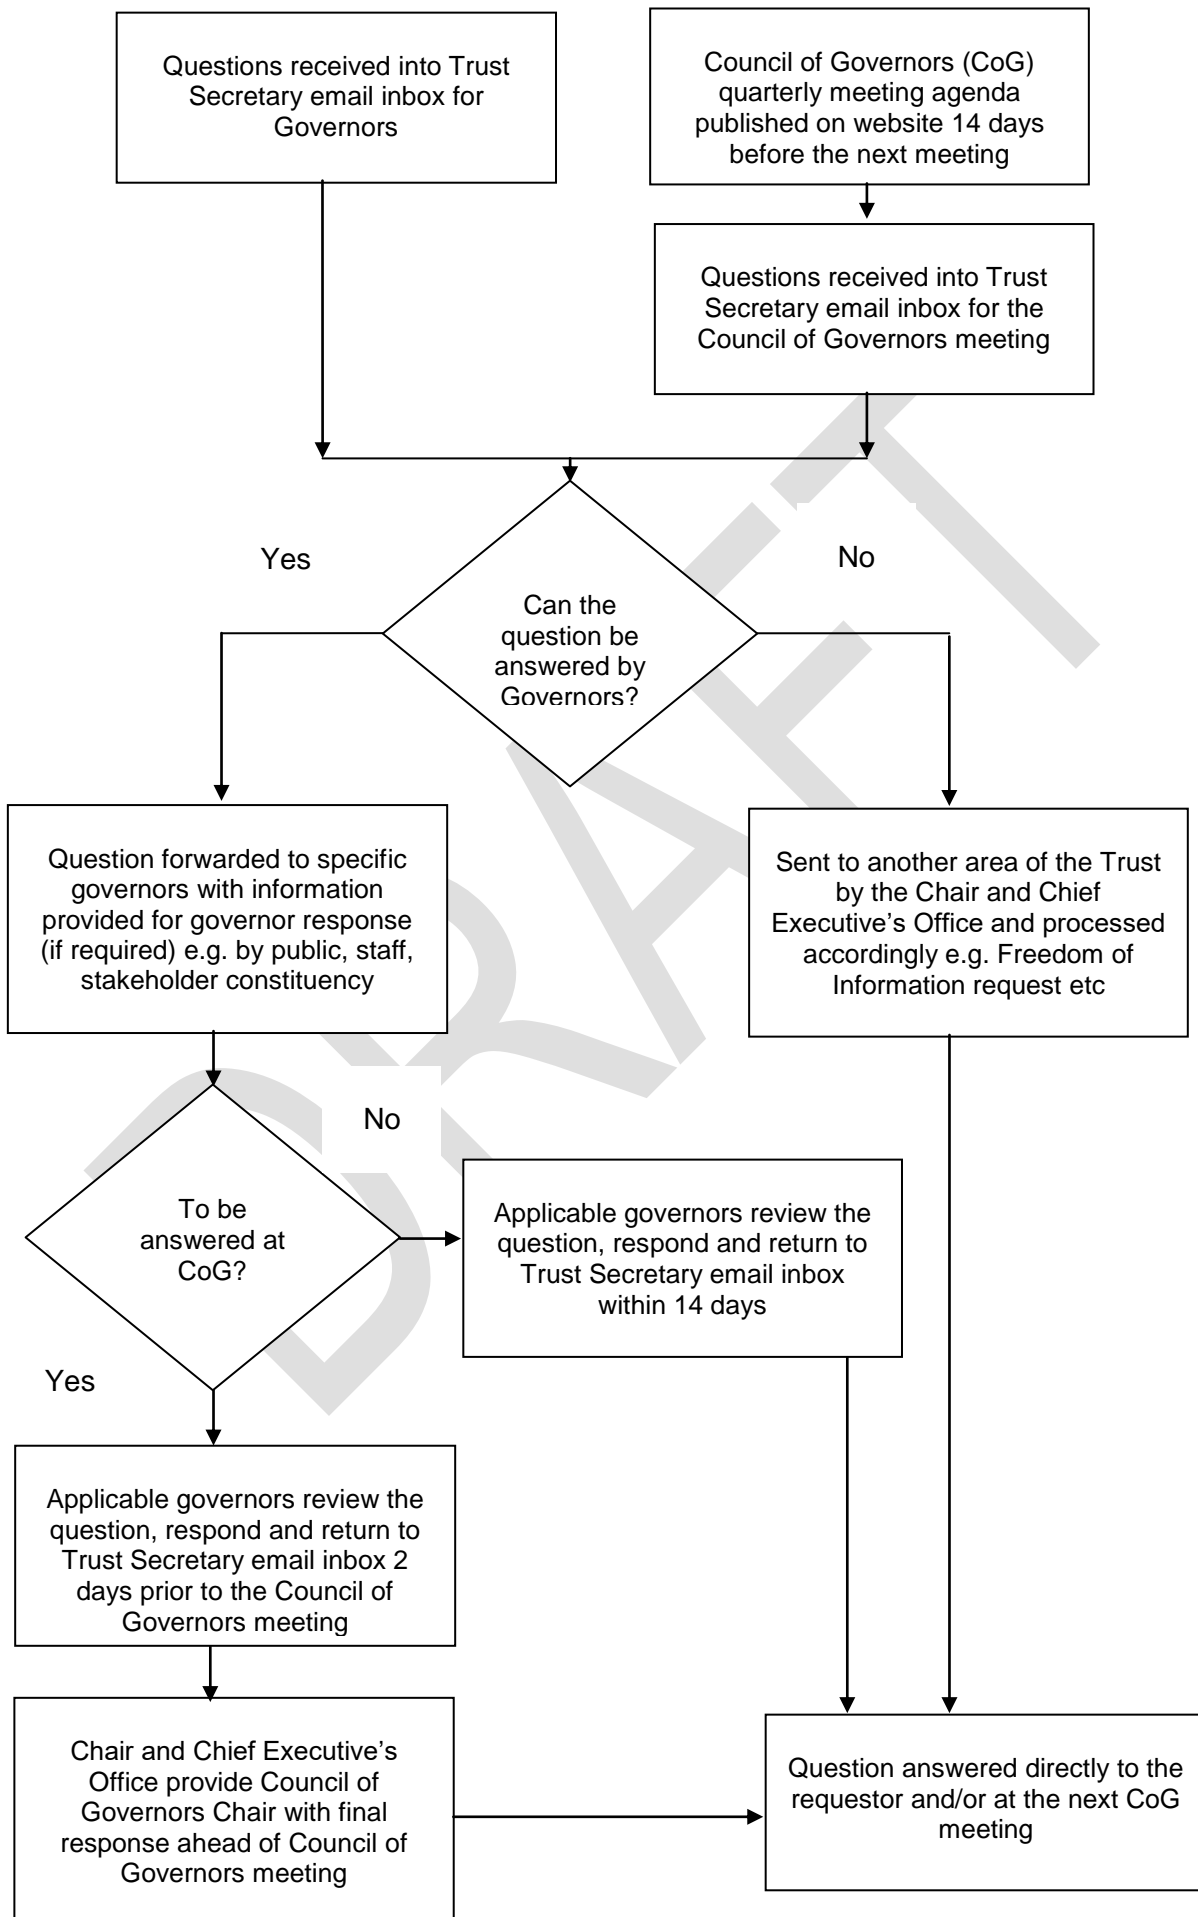 Questions received into Trust
Secretary email inbox for
Governors
Council of Governors (CoG)
quarterly meeting agenda
published on website 14 days
before the next meeting
Questions received into Trust
Secretary email inbox for the
Council of Governors meeting
Yes
No
Can the
question be
answered by
Governors?
Question forwarded to specific
governors with information
provided for governor response
(if required) e.g. by public, staff,
stakeholder constituency
Sent to another area of the Trust
by the Chair and Chief
Executive’s Office and processed
accordingly e.g. Freedom of
Information request etc
No
To be
answered at
CoG?
Applicable governors review the
question, respond and return to
Trust Secretary email inbox
within 14 days
Yes
Applicable governors review the
question, respond and return to
Trust Secretary email inbox 2
days prior to the Council of
Governors meeting
Chair and Chief Executive’s
Office provide Council of
Governors Chair with final
response ahead of Council of
Governors meeting
Question answered directly to the
requestor and/or at the next CoG
meeting
DRAFT